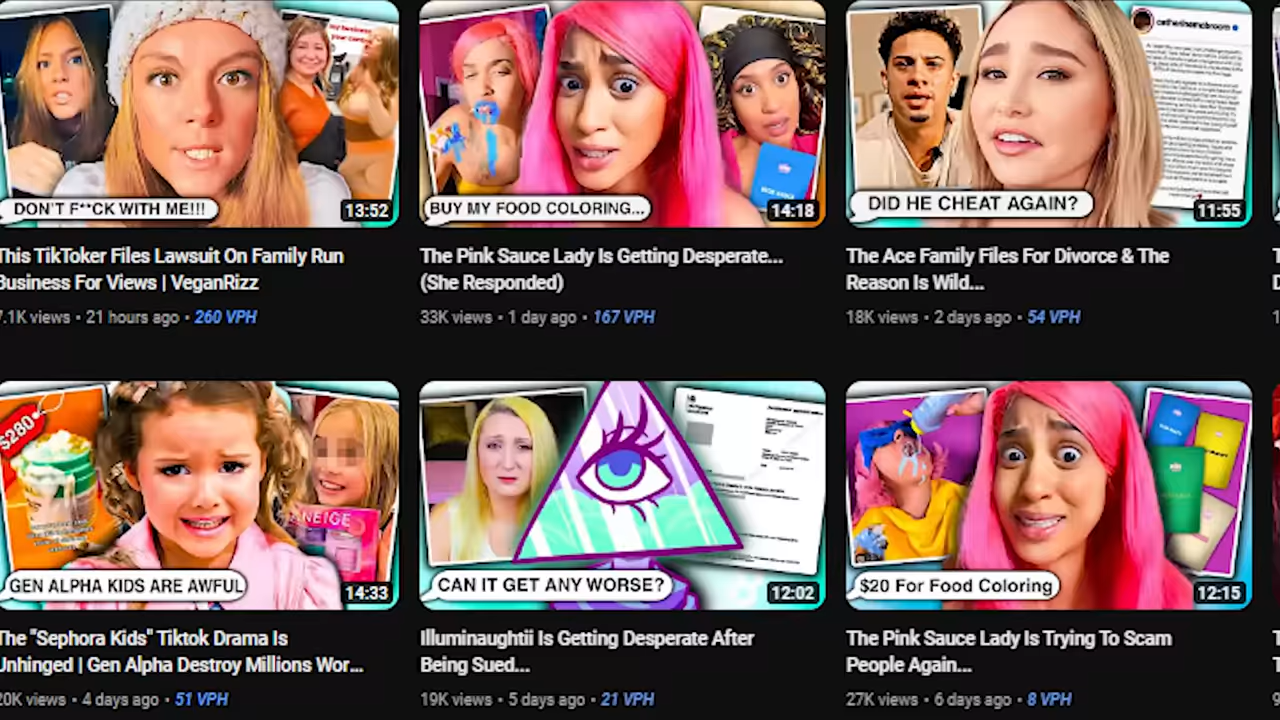 catherinemcbroom
DON'T F**CK WITH ME!!!
13:52
BUY MY FOOD COLORING...
14:18
DID HE CHEAT AGAIN?
11:55
This TikToker Files Lawsuit On Family Run
Business For Views | VeganRizz
7.1K views • 21 hours ago • 260 VPH
The Pink Sauce Lady Is Getting Desperate...
(She Responded)
33K views • 1 day ago • 167 VPH
The Ace Family Files For Divorce & The
Reason Is Wild...
18K views • 2 days ago • 54 VPH
$280
LANEIGE
GEN ALPHA KIDS ARE AWFUL
14:33
CAN IT GET ANY WORSE?
12:02
$20 For Food Coloring
12:15
The "Sephora Kids" Tiktok Drama Is
Unhinged | Gen Alpha Destroy Millions Wor...
20K views • 4 days ago • 51 VPH
Illuminaughtii Is Getting Desperate After
Being Sued...
19K views • 5 days ago • 21 VPH
The Pink Sauce Lady Is Trying To Scam
People Again...
27K views • 6 days ago • 8 VPH